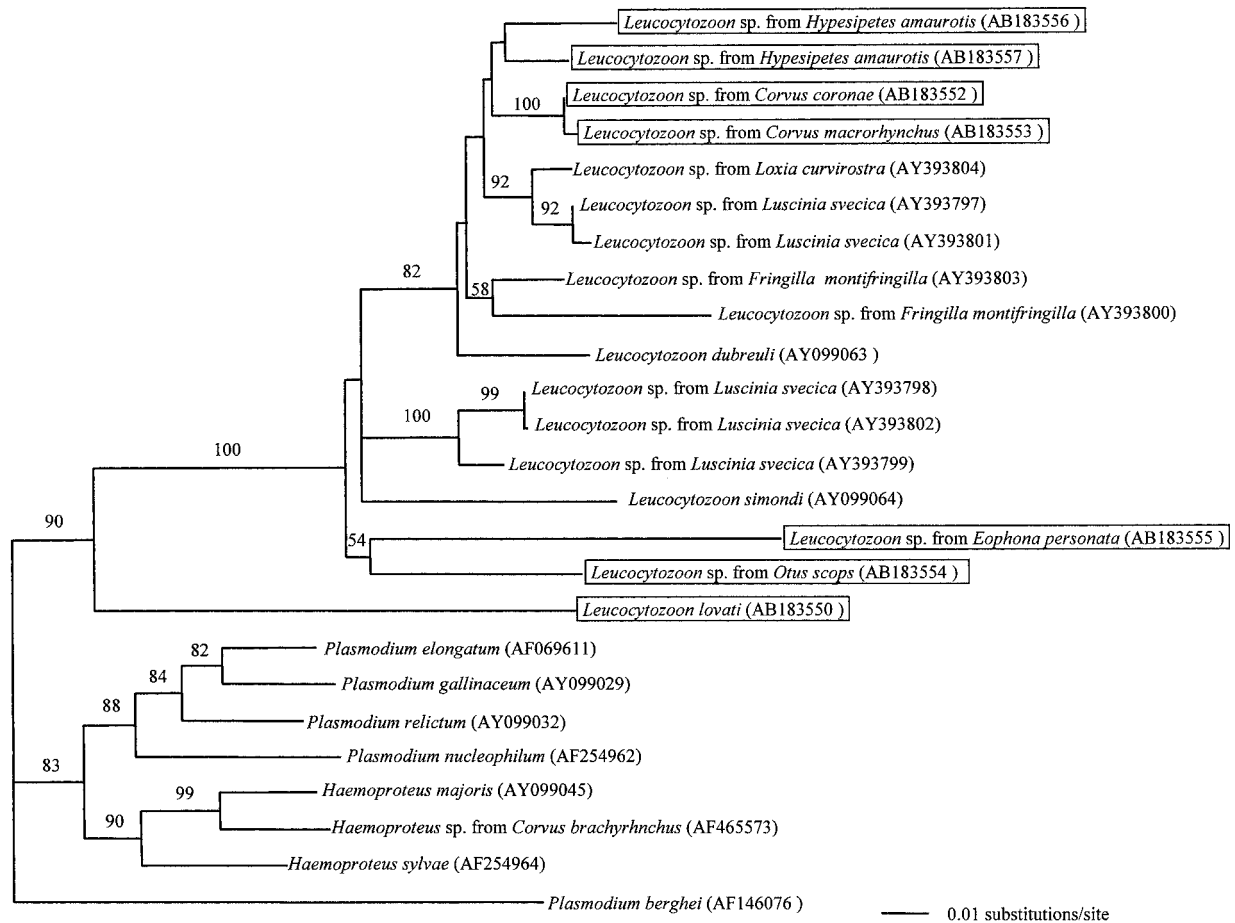 Leucocytozoon sp. from Hypesipetes amaurotis (AB183556 )
Leucocytozoon sp. from Hypesipetes amaurotis (AB183557 )
Leucocytozoon sp. from Corvus coronae (AB183552 )
100
Leucocytozoon sp. from Corvus macrorhynchus (AB183553 )
Leucocytozoon sp. from Loxia curvirostra (AY393804)
92
Leucocytozoon sp. from Luscinia svecica (AY393797)
92
Leucocytozoon sp. from Luscinia svecica (AY393801)
82
Leucocytozoon sp. from Fringilla montifringilla (AY393803)
58
Leucocytozoon sp. from Fringilla montifringilla (AY393800)
Leucocytozoon dubreuli (AY099063 )
99
Leucocytozoon sp. from Luscinia svecica (AY393798)
100
Leucocytozoon sp. from Luscinia svecica (AY393802)
100
Leucocytozoon sp. from Luscinia svecica (AY393799)
Leucocytozoon simondi (AY099064)
90
54
Leucocytozoon sp. from Eophona personata (AB183555 )
Leucocytozoon sp. from Otus scops (AB183554 )
Leucocytozoon lovati (AB183550 )
82
Plasmodium elongatum (AF069611)
84
Plasmodium gallinaceum (AY099029)
88
Plasmodium relictum (AY099032)
Plasmodium nucleophilum (AF254962)
83
99
Haemoproteus majoris (AY099045)
90
Haemoproteus sp. from Corvus brachyrhnchus (AF465573)
Haemoproteus sylvae (AF254964)
Plasmodium berghei (AF146076 )
0.01 substitutions/site